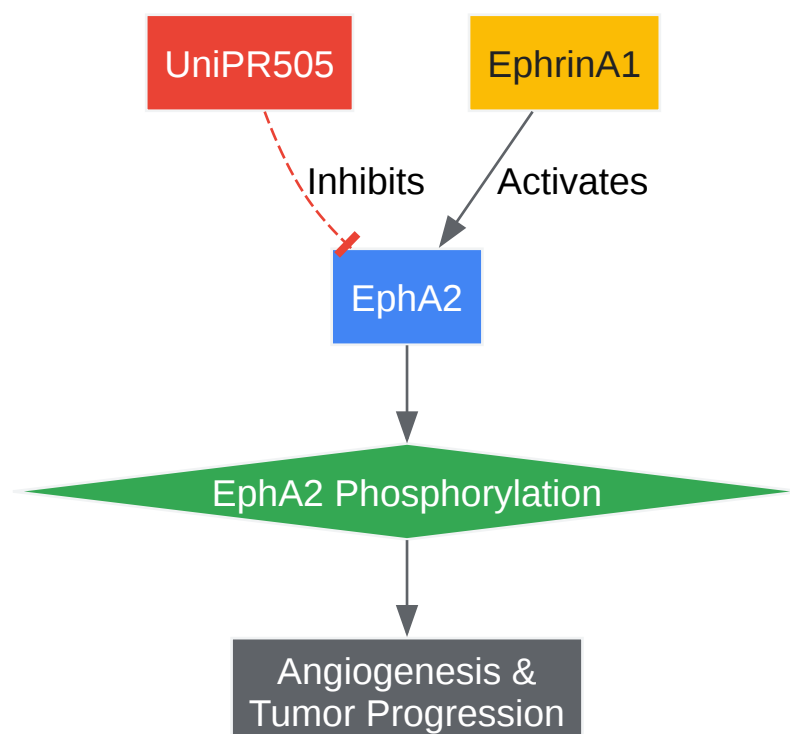 UniPR505
EphrinA1
Inhibits
Activates
EphA2
EphA2 Phosphorylation
Angiogenesis &
Tumor Progression